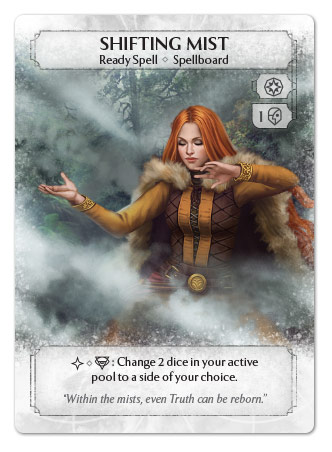 SHIFTING MIST
Ready Spell ◇ Spellboard
1
◇ : Change 2 dice in your active
pool to a side of your choice.
"Within the mists, even Truth can be reborn."